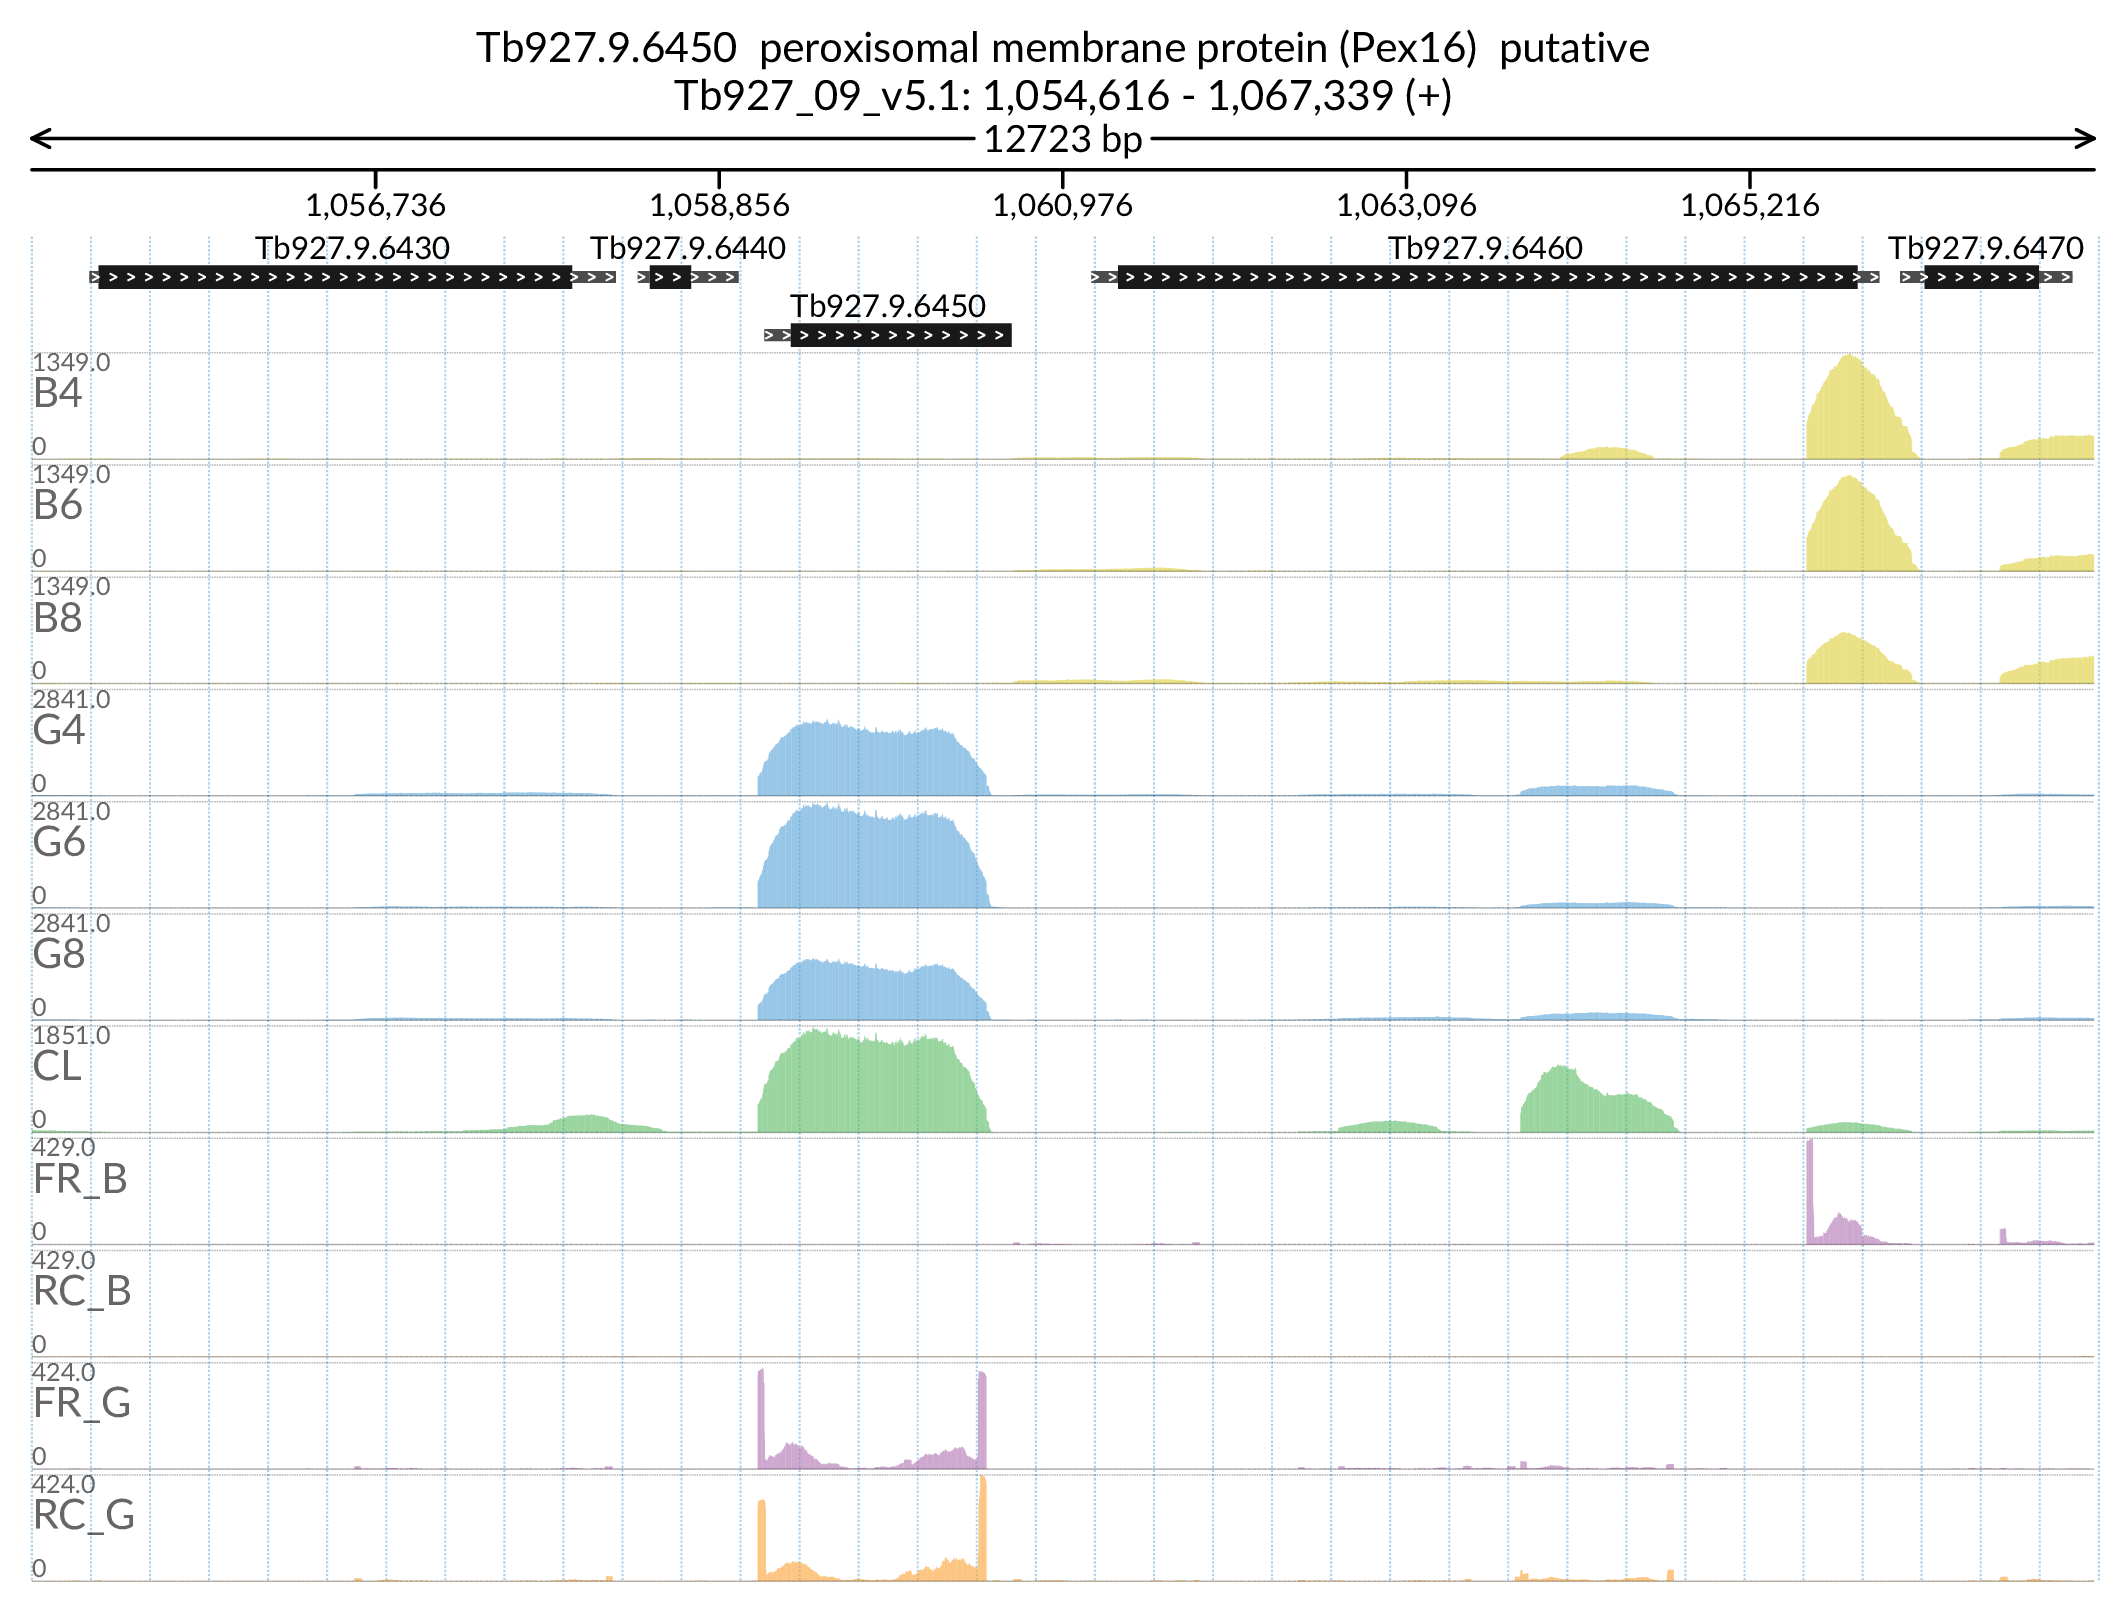 Tb927.9.6450  peroxisomal membrane protein (Pex16)  putative
Tb927_09_v5.1: 1,054,616 - 1,067,339 (+)
12723 bp
1,056,736 1,058,856 1,060,976 1,063,096 1,065,216
Tb927.9.6430 Tb927.9.6440 Tb927.9.6460 Tb927.9.6470
Tb927.9.6450
1349.0
B4
0
1349.0
B6
0
1349.0
B8
0
2841.0
G4
0
2841.0
G6
0
2841.0
G8
0
1851.0
CL
0
429.0
FR_B
0
429.0
RC_B
0
424.0
FR_G
0
424.0
RC_G
0